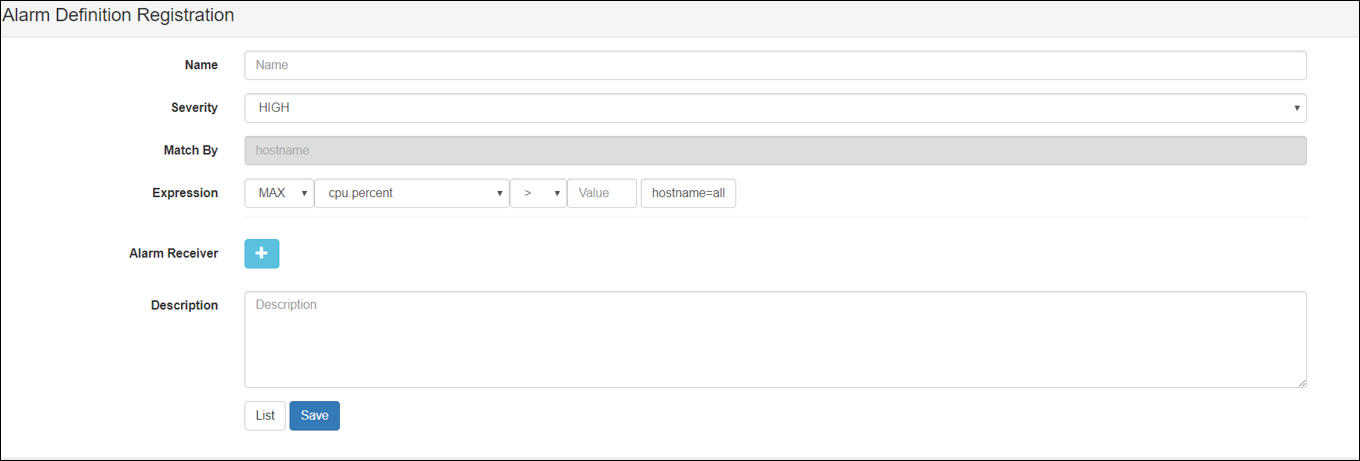 Alarm Definition Registration
Name Name
Severity HIGH
Match By hostname
Expression MAX cpu.percent > Value hostname=all
Alarm Receiver +
Description Description
List Save